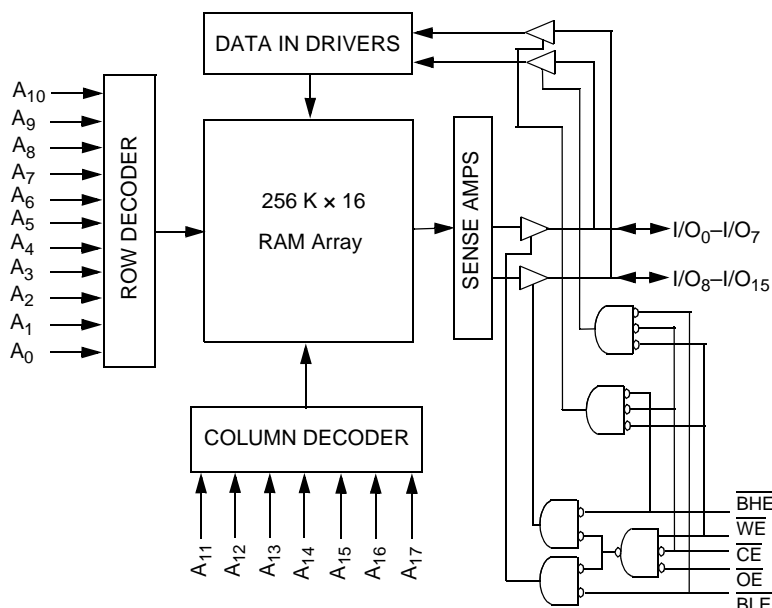 DATA IN DRIVERS
A10
A9
A8
A7
A6
A5
A4
A3
A2
A1
A0
ROW DECODER
256 K × 16
RAM Array
SENSE AMPS
I/O0–I/O7
I/O8–I/O15
COLUMN DECODER
A11
A12
A13
A14
A15
A16
A17
BHE
WE
CE
OE
BLE